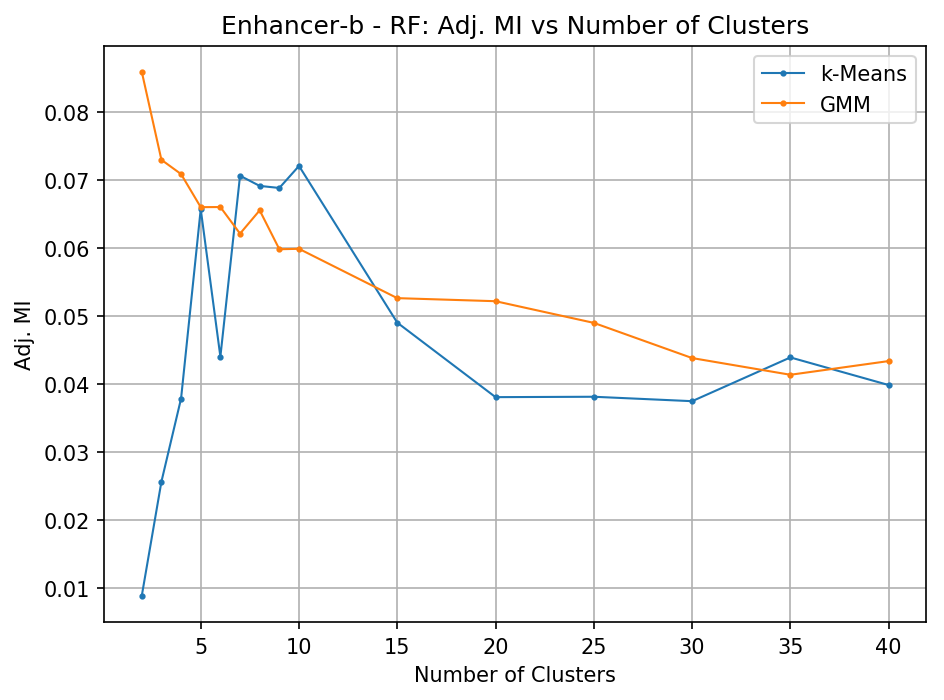 Enhancer-b - RF: Adj. MI vs Number of Clusters
k-Means
GMM
Adj. MI
0.08
0.07
0.06
0.05
0.04
0.03
0.02
0.01
5 10 15 20 25 30 35 40
Number of Clusters